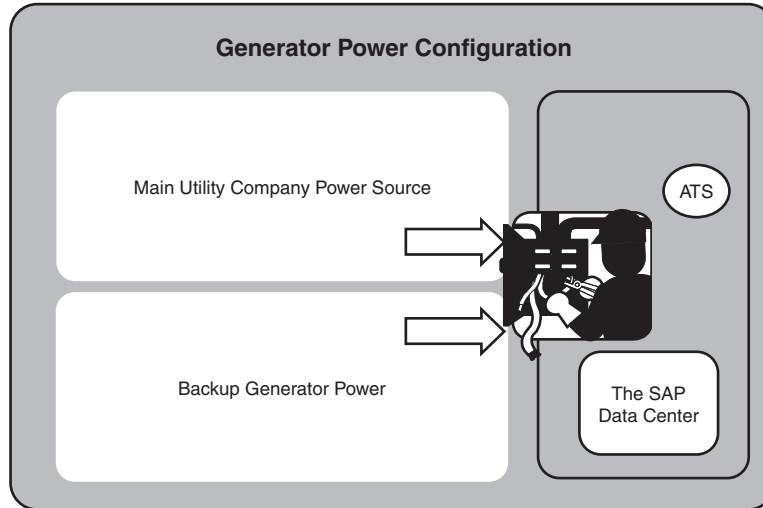 Generator Power Configuration
Main Utility Company Power Source
ATS
Backup Generator Power
The SAP
Data Center